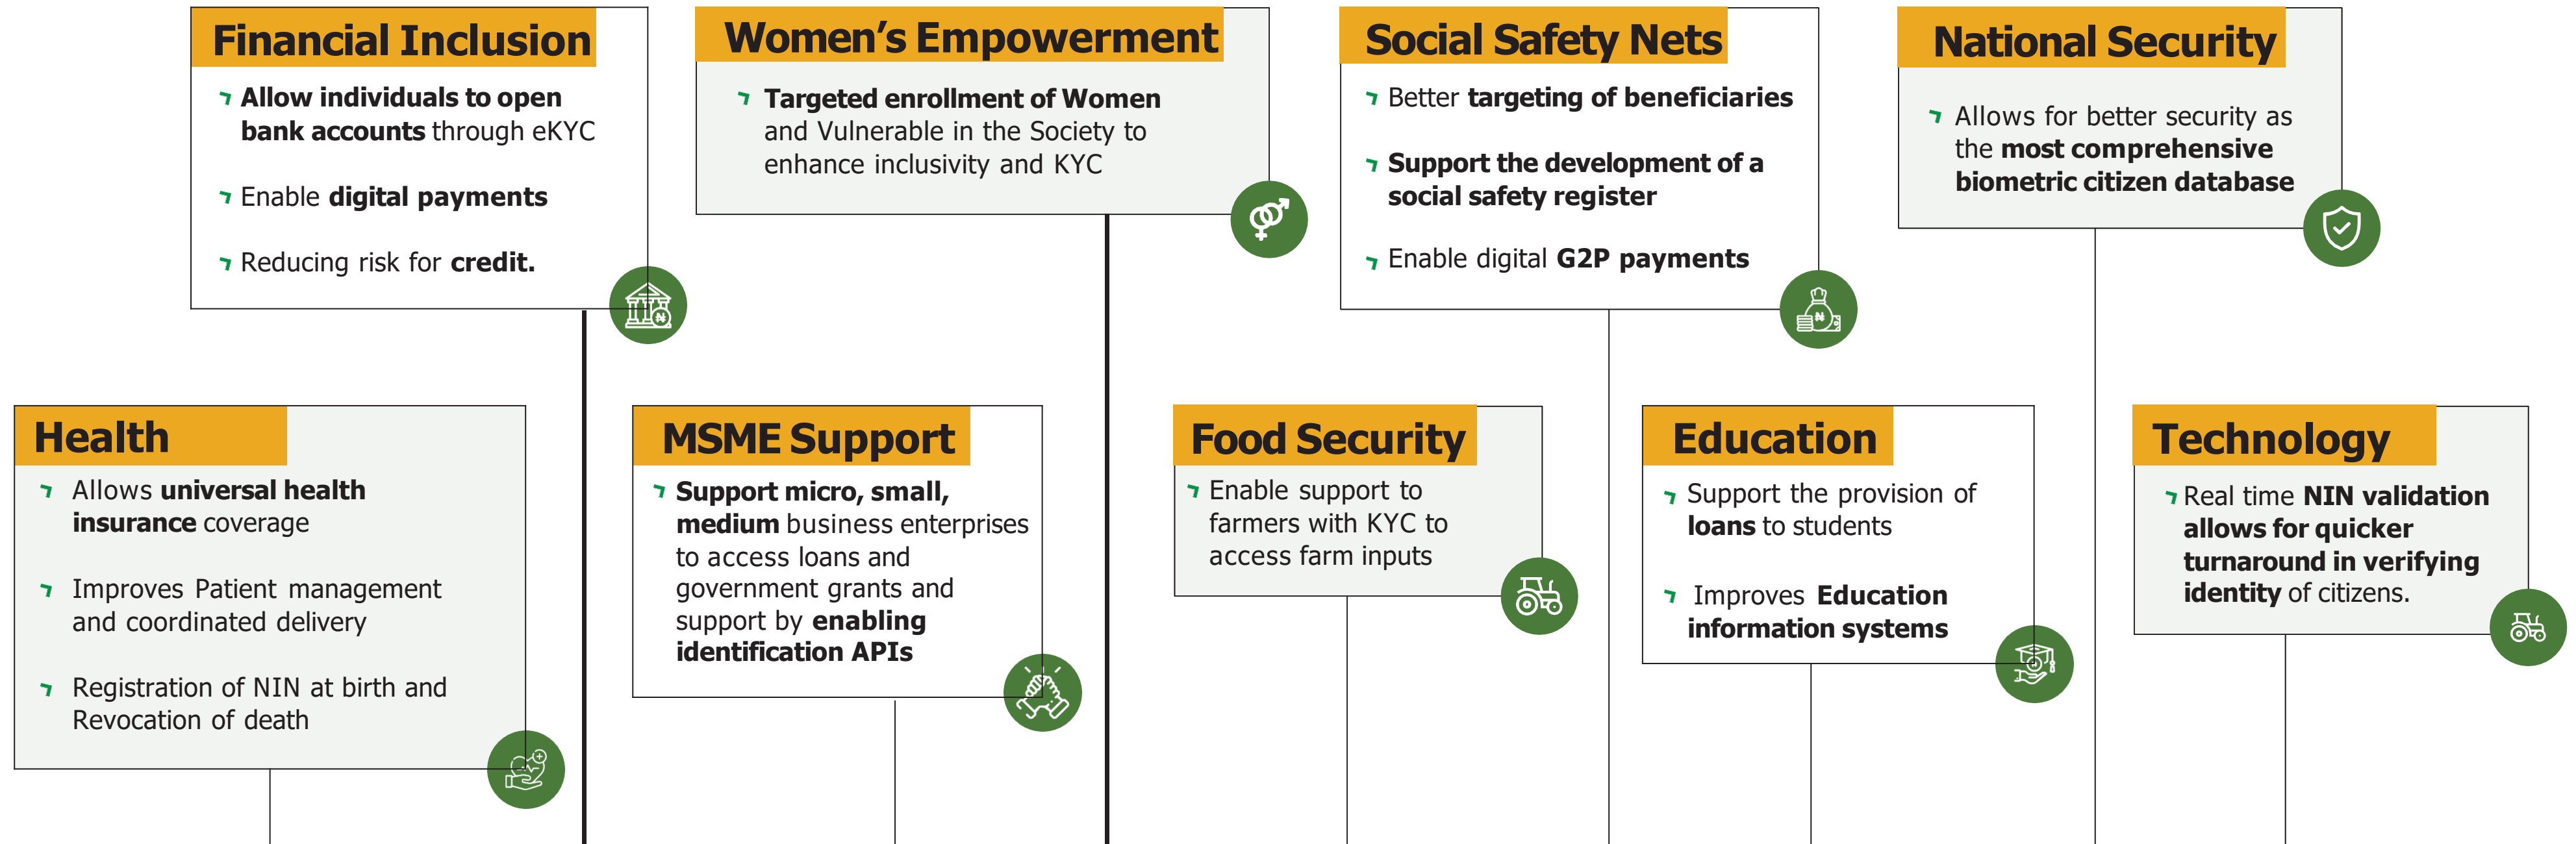 Financial Inclusion
Allow individuals to open
bank accounts through eKYC
Enable digital payments
Reducing risk for credit.
Women’s Empowerment
Targeted enrollment of Women
and Vulnerable in the Society to
enhance inclusivity and KYC
Social Safety Nets
Better targeting of beneficiaries
Support the development of a
social safety register
Enable digital G2P payments
National Security
Allows for better security as
the most comprehensive
biometric citizen database
Health
Allows universal health
insurance coverage
Improves Patient management
and coordinated delivery
Registration of NIN at birth and
Revocation of death
MSME Support
Support micro, small,
medium business enterprises
to access loans and
government grants and
support by enabling
identification APIs
Food Security
Enable support to
farmers with KYC to
access farm inputs
Education
Support the provision of
loans to students
Improves Education
information systems
Technology
Real time NIN validation
allows for quicker
turnaround in verifying
identity of citizens.